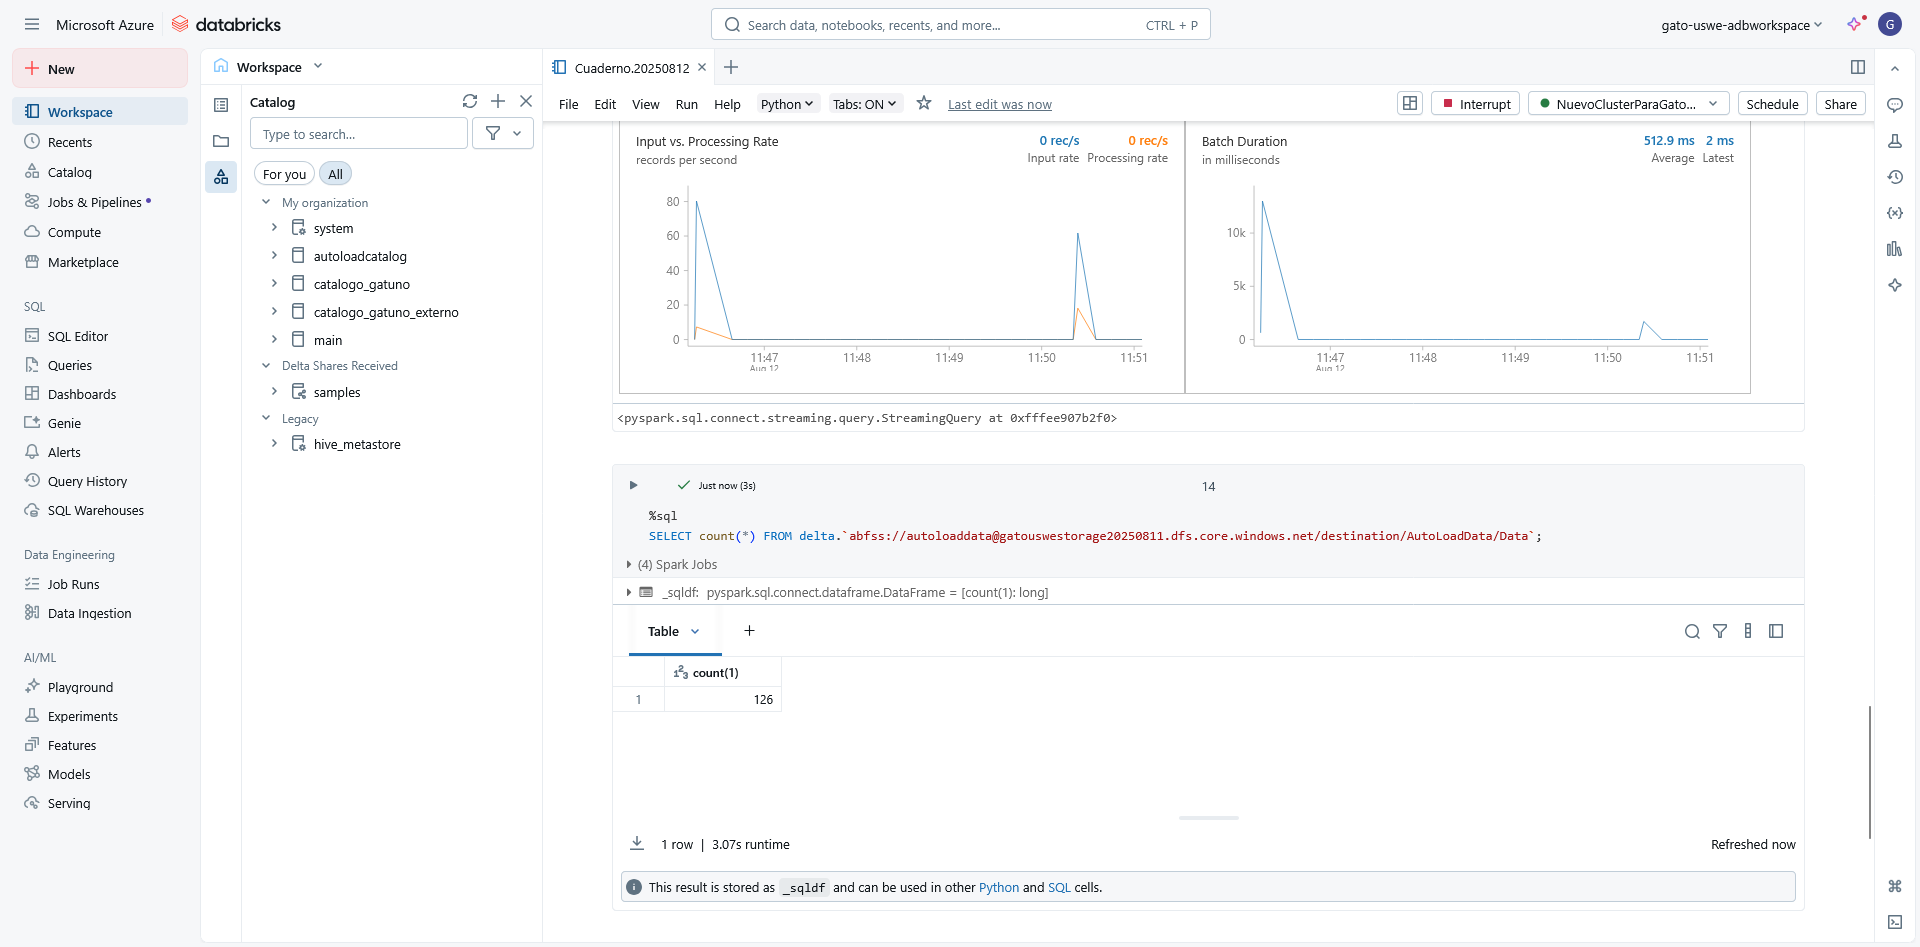 Microsoft Azure
databricks
Search data, notebooks, recents, and more...
CTRL + P
gato-uswe-adbworkspace
G
New
Workspace
Recents
Catalog
Jobs & Pipelines
Compute
Marketplace
SQL
SQL Editor
Queries
Dashboards
Genie
Alerts
Query History
SQL Warehouses
Data Engineering
Job Runs
Data Ingestion
AI/ML
Playground
Experiments
Features
Models
Serving
Workspace
Catalog
Type to search...
For you
All
My organization
system
autoloadcatalog
catalogo_gatuno
catalogo_gatuno_externo
main
Delta Shares Received
samples
Legacy
hive_metastore
Cuaderno.20250812
File Edit View Run Help Python Tabs: ON Last edit was now
Interrupt
NuevoClusterParaGato...
Schedule
Share
Input vs. Processing Rate
records per second
0 rec/s
Input rate
0 rec/s
Processing rate
80
60
40
20
0
11:47 11:48 11:49 11:50 11:51
Aug 12
Batch Duration
in milliseconds
512.9 ms
Average
2 ms
Latest
10k
5k
0
11:47 11:48 11:49 11:50 11:51
Aug 12
<pyspark.sql.connect.streaming.query.StreamingQuery at 0xfffee907b2f0>
Just now (3s)
14
%sql
SELECT count(*) FROM delta.`abfss://autoloaddata@gatouswestorage20250811.dfs.core.windows.net/destination/AutoLoadData/Data`;
(4) Spark Jobs
_sqldf: pyspark.sql.connect.dataframe.DataFrame = [count(1): long]
Table
123 count(1)
1 126
1 row | 3.07s runtime
Refreshed now
This result is stored as _sqldf and can be used in other Python and SQL cells.